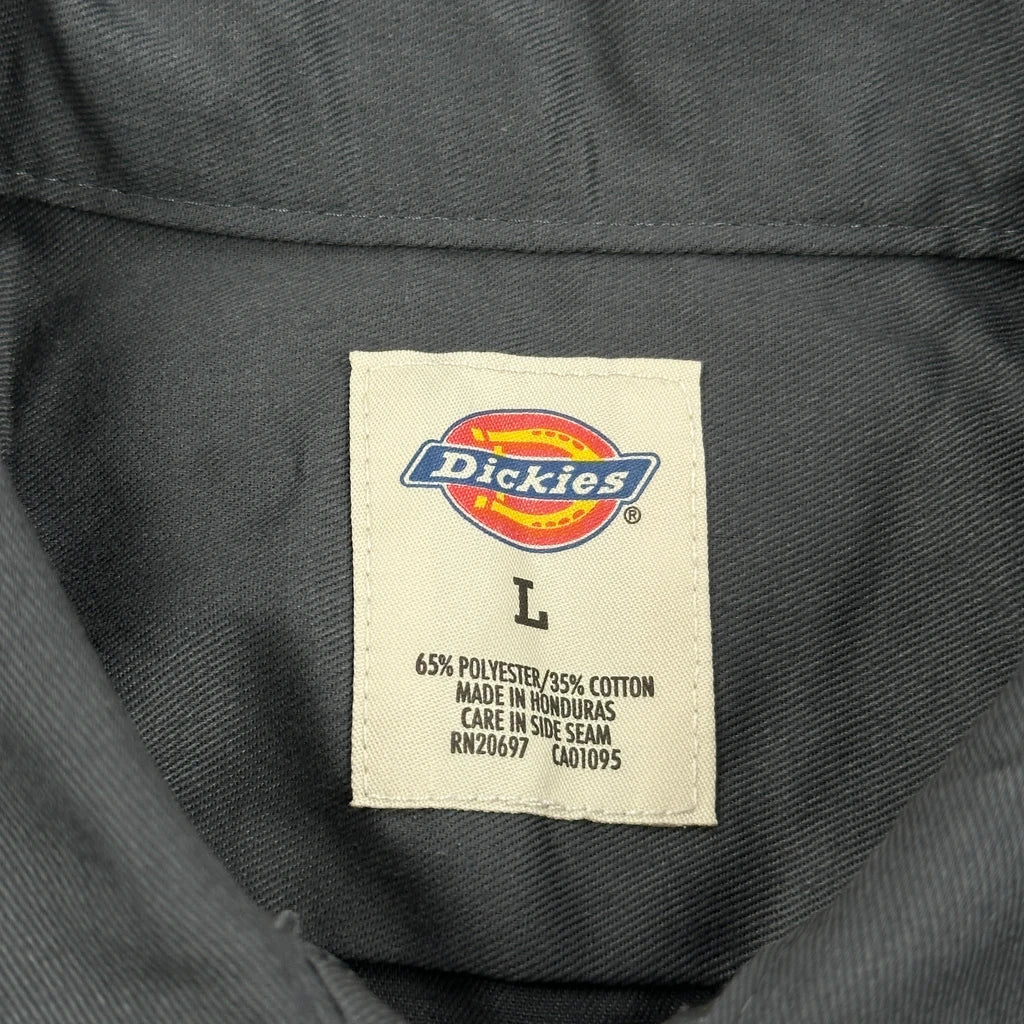 Dickies
®
L
65% POLYESTER/35% COTTON
MADE IN HONDURAS
CARE IN SIDE SEAM
RN20697 CA01095